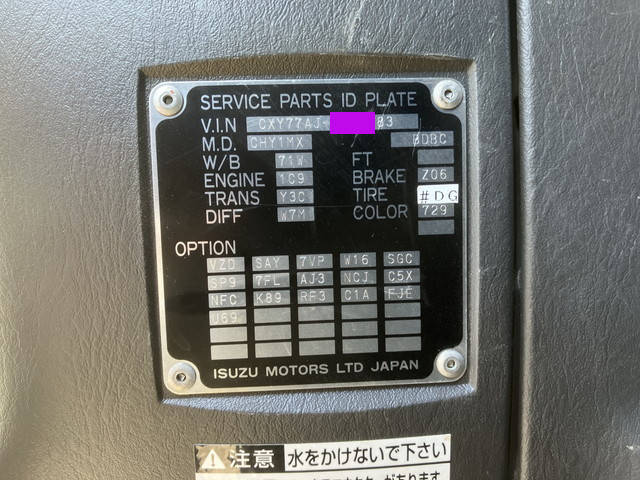 SERVICE PARTS ID PLATE
V.I.N CXY77AJ- 83
M.D. CHY1MX BDBC
W/B 71W FT
ENGINE 1C9 BRAKE Z06
TRANS Y3C TIRE #DG
DIFF W7M COLOR 729
OPTION
VZD SAY 7VP W16 SGC
SP9 7FL AJ3 NCJ C5X
NFC K89 RF3 C1A FJE
U69
ISUZU MOTORS LTD JAPAN
注意 水をかけないで下さい